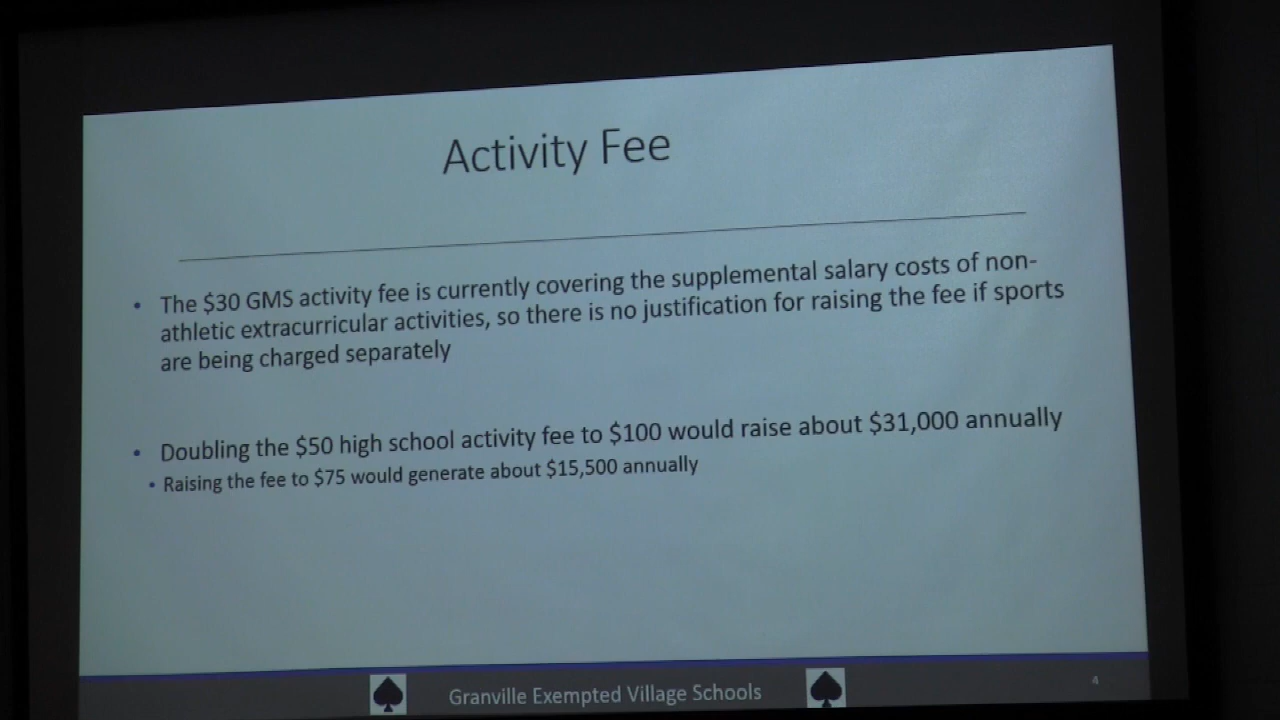 Activity Fee
• The $30 GMS activity fee is currently covering the supplemental salary costs of non-
athletic extracurricular activities, so there is no justification for raising the fee if sports
are being charged separately
• Doubling the $50 high school activity fee to $100 would raise about $31,000 annually
• Raising the fee to $75 would generate about $15,500 annually
Granville Exempted Village Schools
4